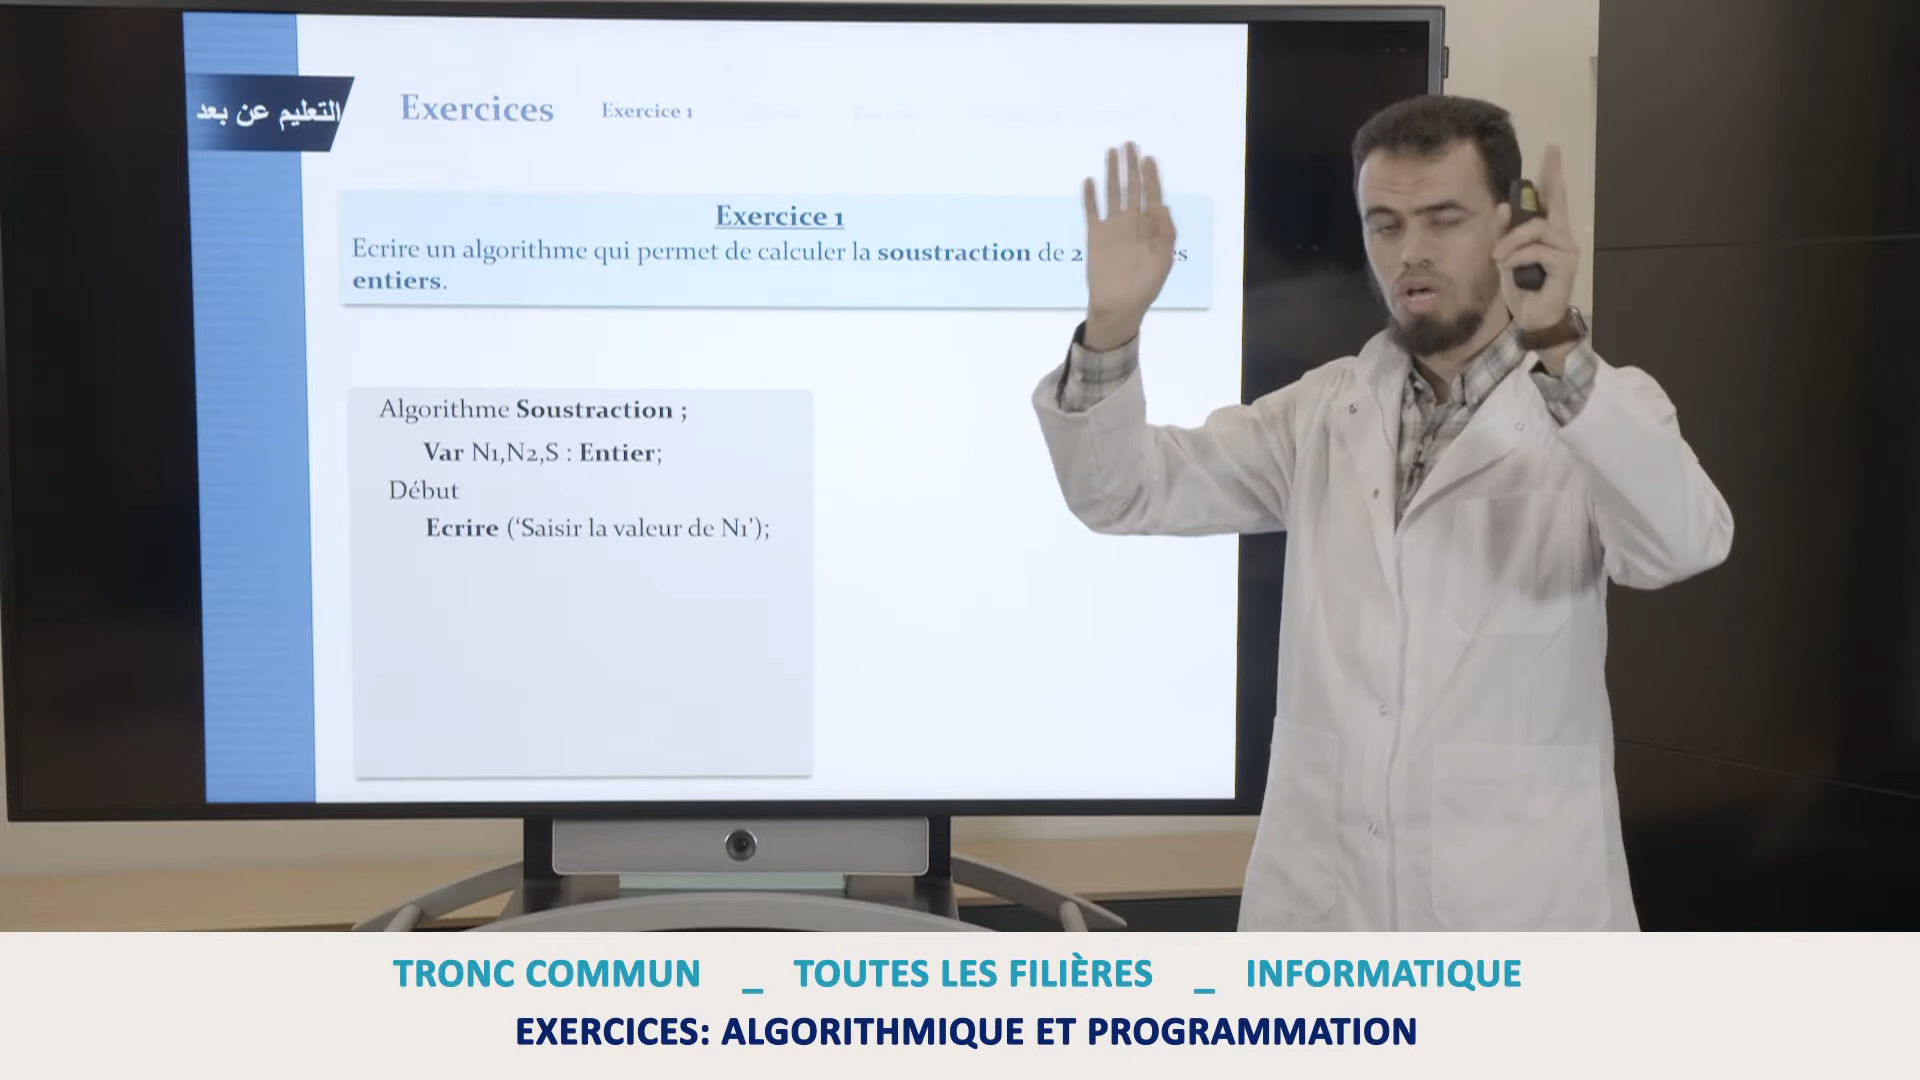 التعليم عن بعد
Exercices Exercice 1
Exercice 1
Ecrire un algorithme qui permet de calculer la soustraction de 2
entiers.
Algorithme Soustraction ;
Var N1,N2,S : Entier;
Début
Ecrire (‘Saisir la valeur de N1’);
TRONC COMMUN _ TOUTES LES FILIÈRES _ INFORMATIQUE
EXERCICES: ALGORITHMIQUE ET PROGRAMMATION